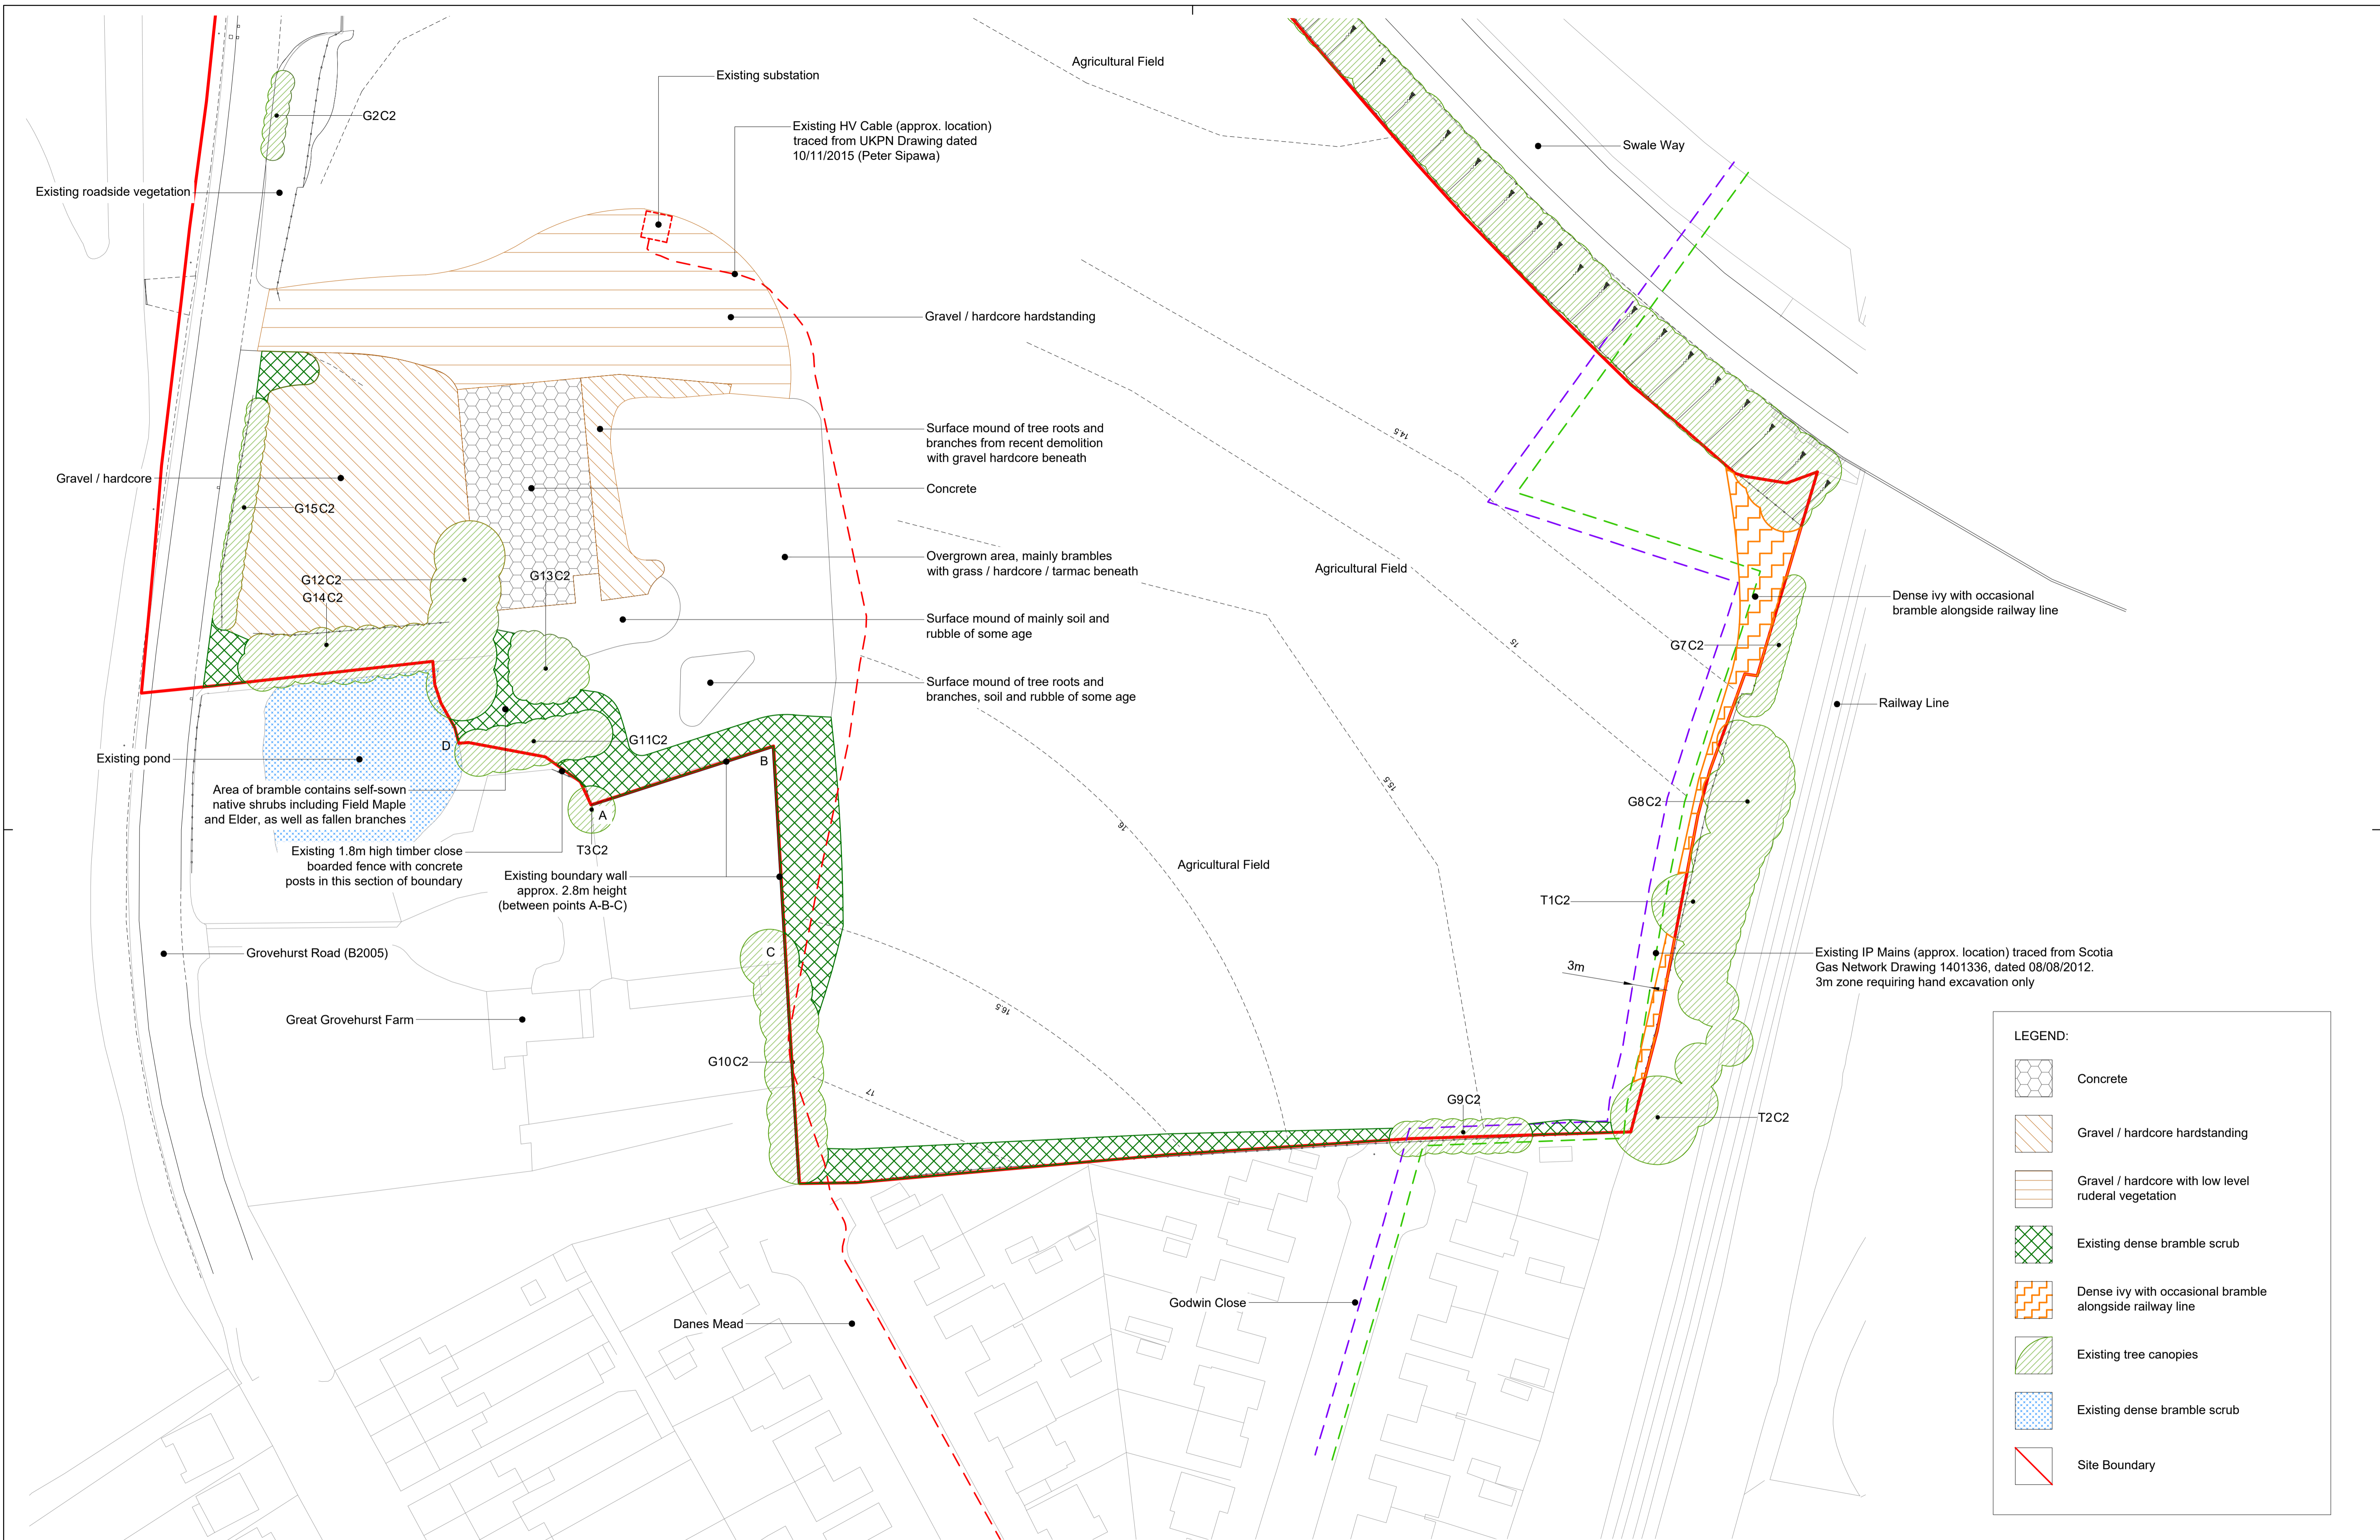 Agricultural Field
Existing substation
G2C2
Existing HV Cable (approx. location)
traced from UKPN Drawing dated
10/11/2015 (Peter Sipawa)
Swale Way
Existing roadside vegetation
Gravel / hardcore hardstanding
Surface mound of tree roots and
branches from recent demolition
with gravel hardcore beneath
14.5
Gravel / hardcore
Concrete
G15C2
Overgrown area, mainly brambles
with grass / hardcore / tarmac beneath
Agricultural Field
G12C2
G13C2
G14C2
Dense ivy with occasional
bramble alongside railway line
Surface mound of mainly soil and
rubble of some age
15
G7C2
Surface mound of tree roots and
branches, soil and rubble of some age
Railway Line
G11C2
D
B
Existing pond
Area of bramble contains self-sown
native shrubs including Field Maple
and Elder, as well as fallen branches
15.5
G8C2
A
16
T3C2
Existing 1.8m high timber close
boarded fence with concrete
posts in this section of boundary
Agricultural Field
Existing boundary wall
approx. 2.8m height
(between points A-B-C)
T1C2
Grovehurst Road (B2005)
C
Existing IP Mains (approx. location) traced from Scotia
Gas Network Drawing 1401336, dated 08/08/2012.
3m zone requiring hand excavation only
3m
16.5
Great Grovehurst Farm
G10C2
17
G9C2
T2C2
Godwin Close
Danes Mead
LEGEND:
Concrete
Gravel / hardcore hardstanding
Gravel / hardcore with low level
ruderal vegetation
Existing dense bramble scrub
Dense ivy with occasional bramble
alongside railway line
Existing tree canopies
Existing dense bramble scrub
Site Boundary